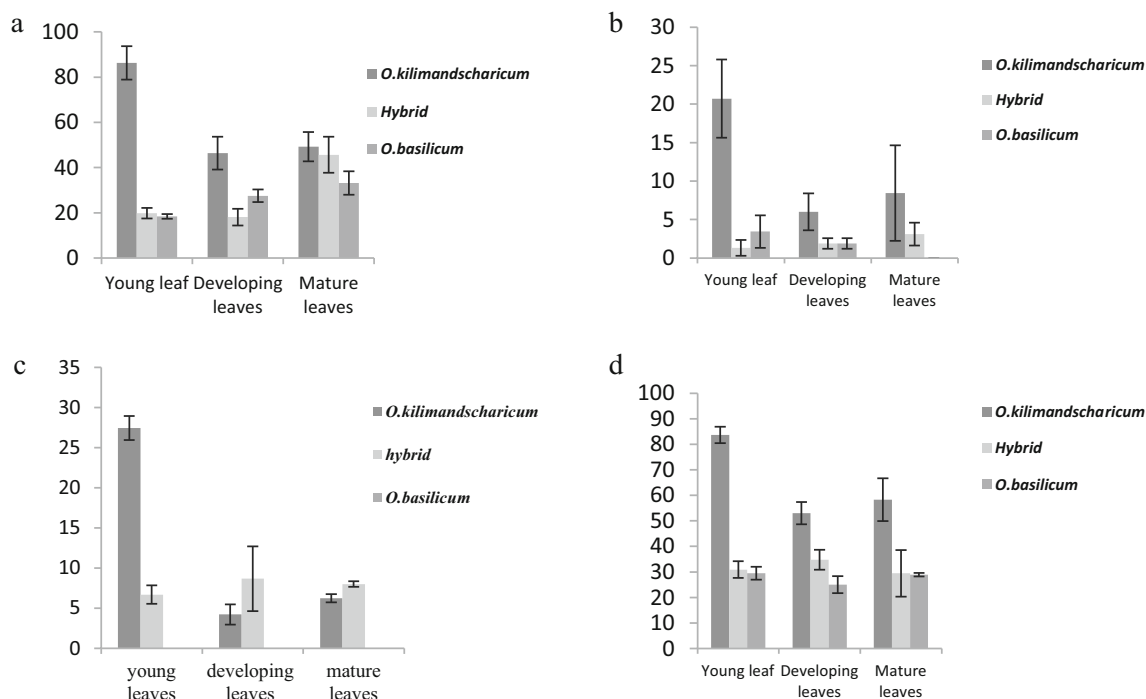 a
100
80
60
40
20
0
Young leaf Developing leaves Mature leaves
O.kilimandscharicum
Hybrid
O.basilicum
b
30
25
20
15
10
5
0
Young leaf Developing leaves Mature leaves
O.kilimandscharicum
Hybrid
O.basilicum
c
35
30
25
20
15
10
5
0
young leaves developing leaves mature leaves
O.kilimandscharicum
hybrid
O.basilicum
d
100
90
80
70
60
50
40
30
20
10
0
Young leaf Developing leaves Mature leaves
O.kilimandscharicum
Hybrid
O.basilicum